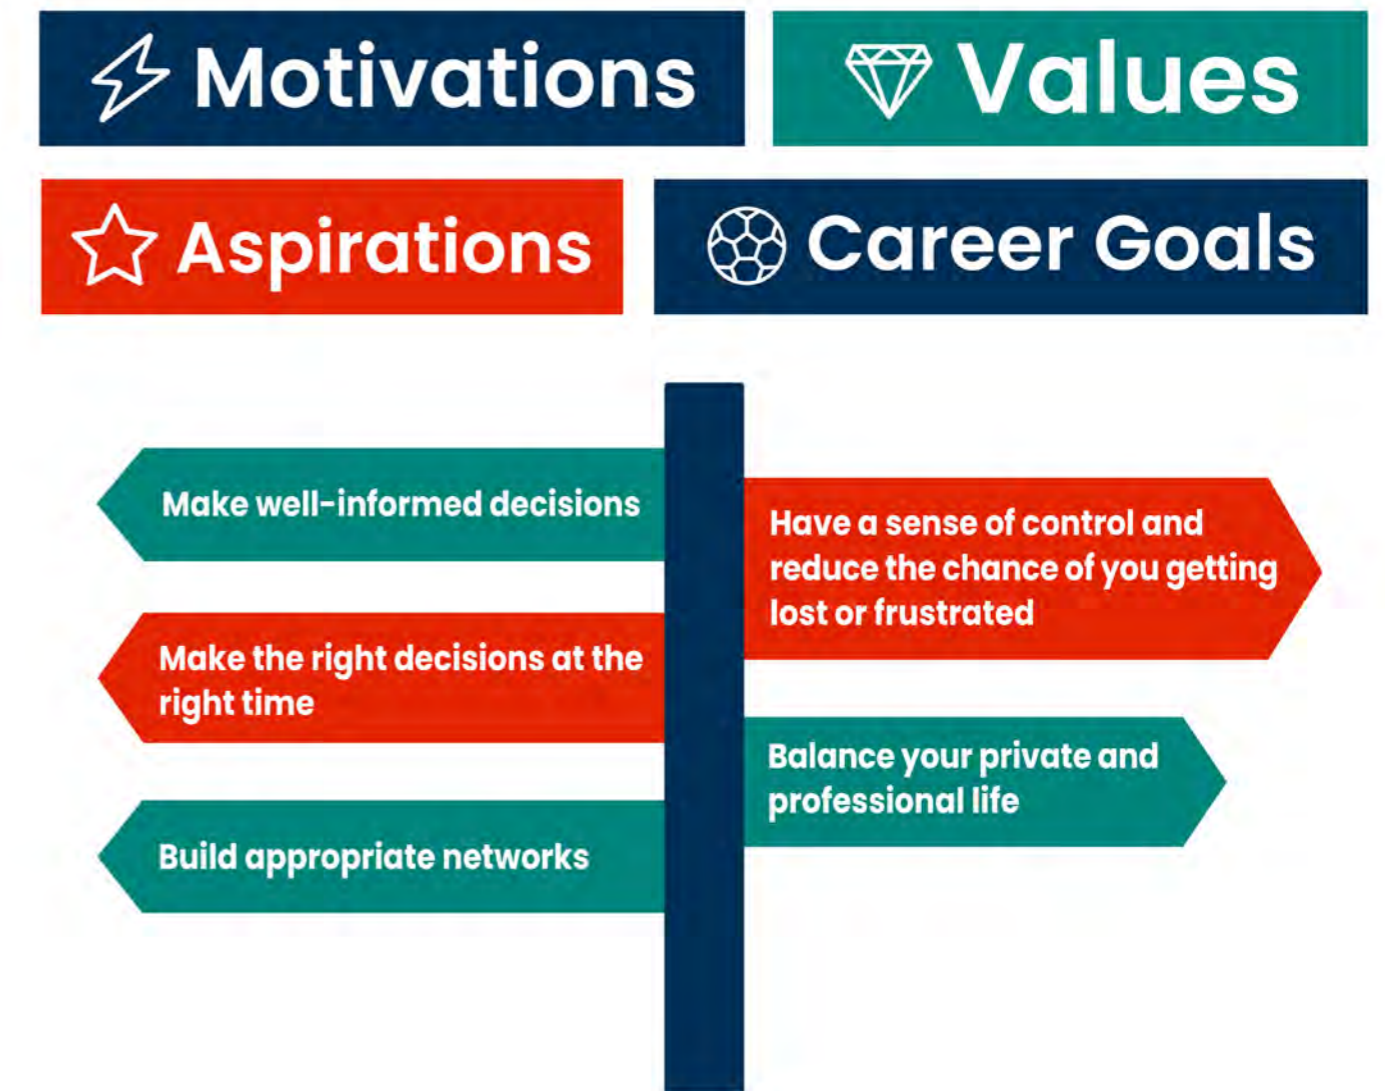 Motivations
Values
Aspirations
Career Goals
Make well-informed decisions
Have a sense of control and
reduce the chance of you getting
lost or frustrated
Make the right decisions at the
right time
Balance your private and
professional life
Build appropriate networks